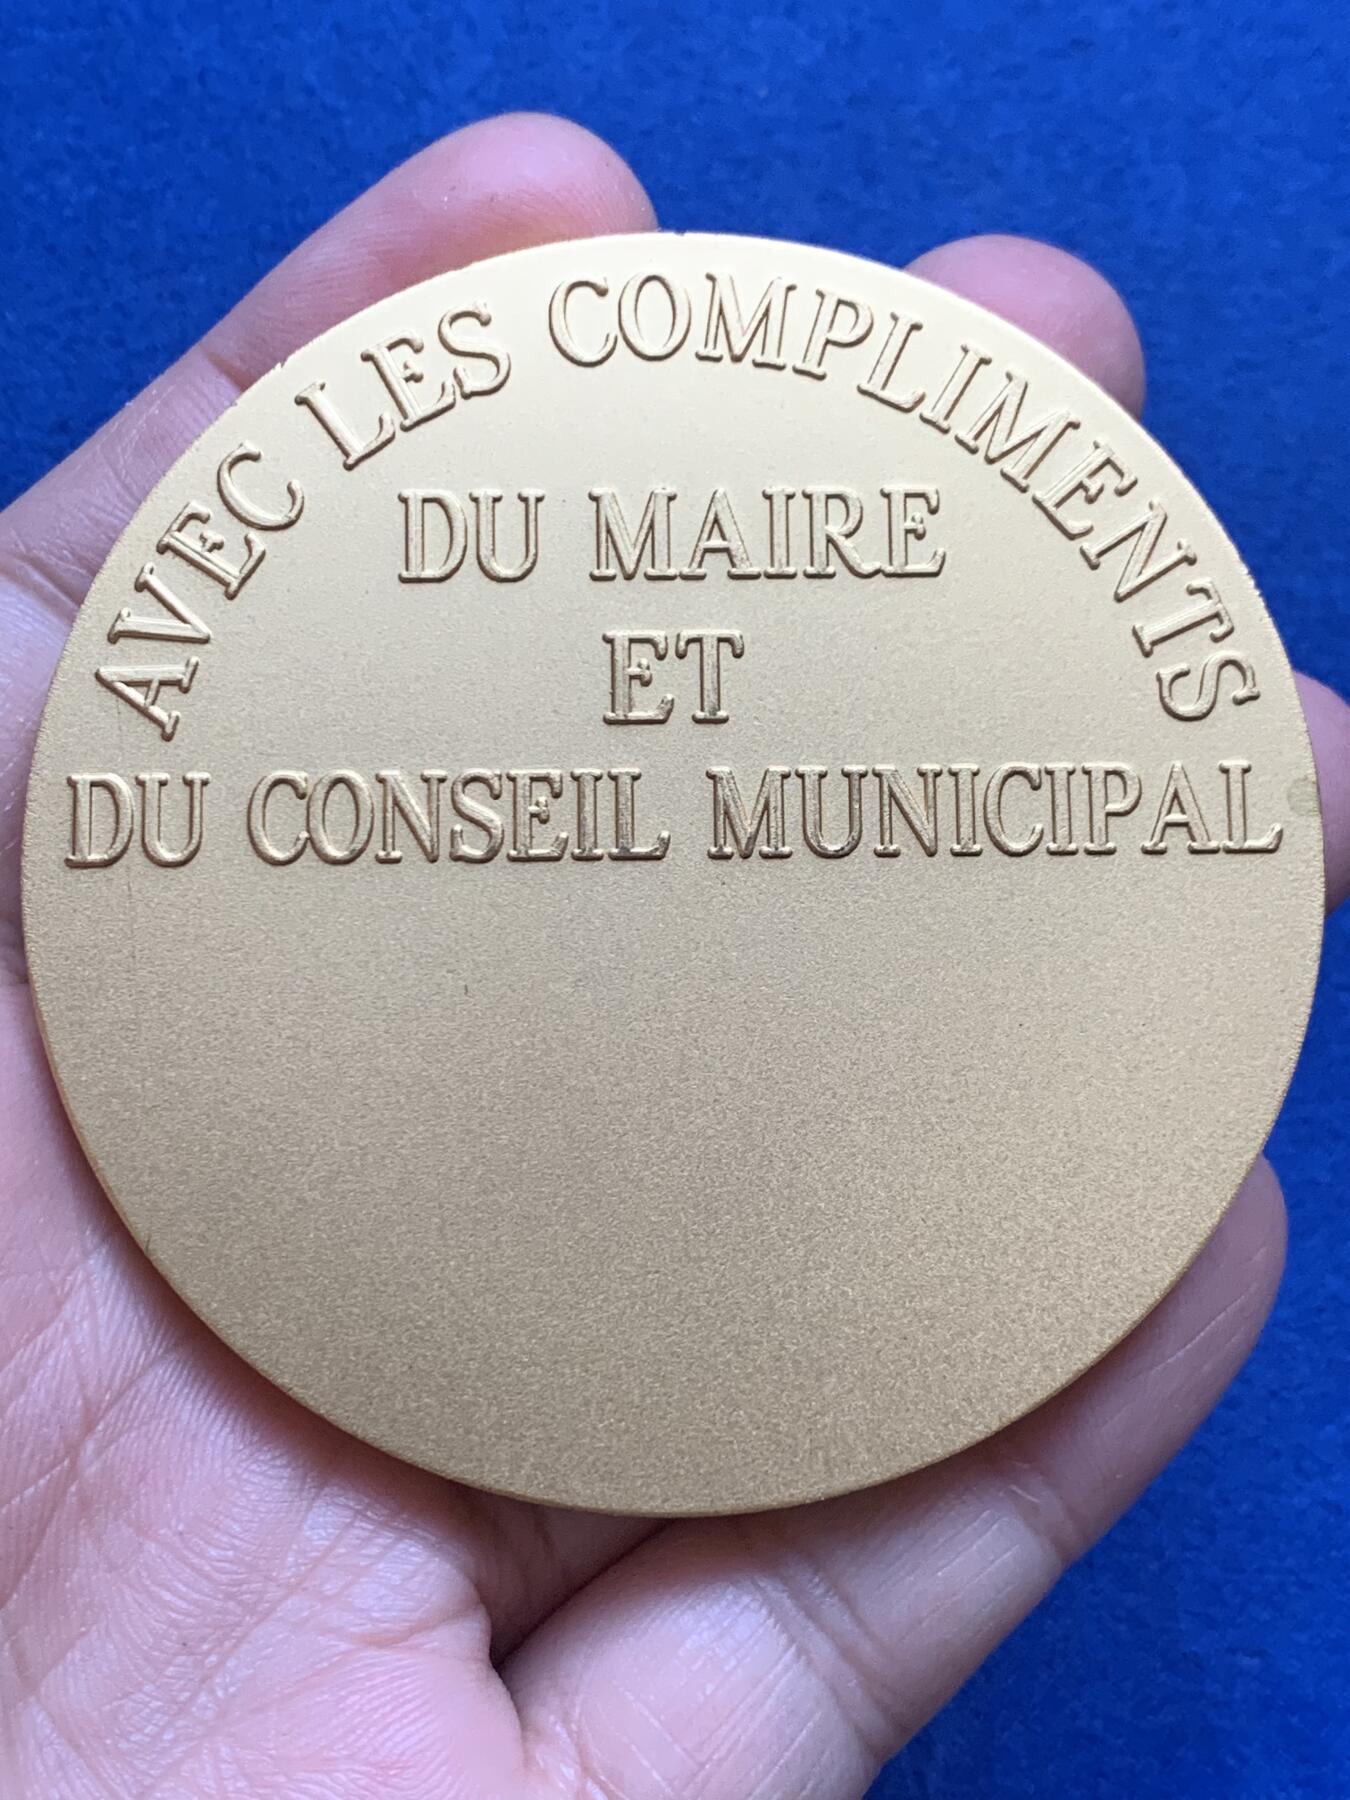 AVEC LES COMPLIMENTS
DU MAIRE
ET
DU CONSEIL MUNICIPAL